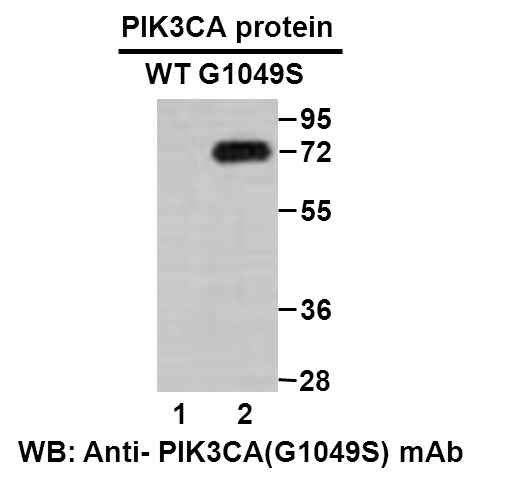 PIK3CA protein
WT G1049S
95
72
55
36
28
1 2
WB: Anti- PIK3CA(G1049S) mAb